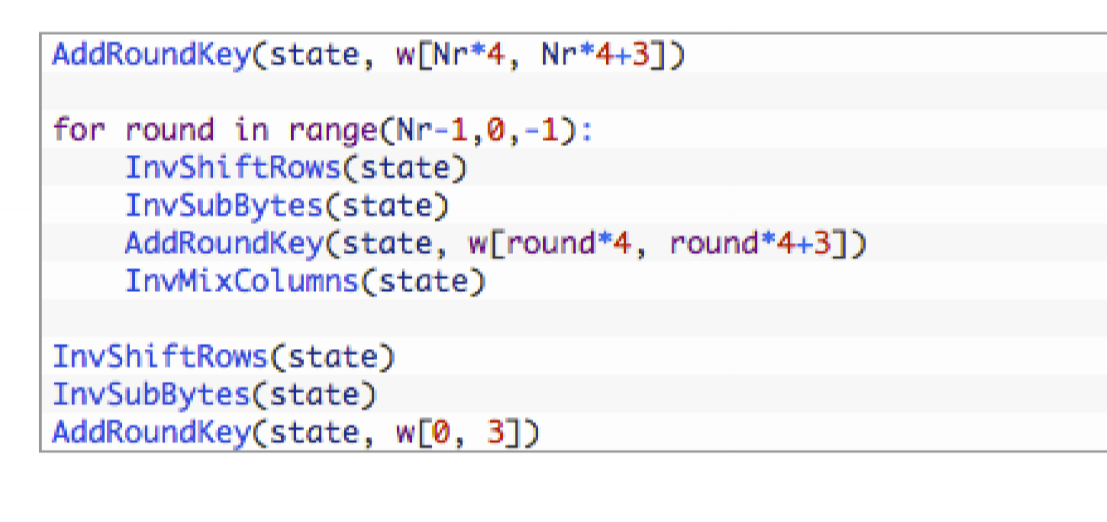 AddRoundKey(state, w[Nr*4, Nr*4+3])
for round in range(Nr-1,0,-1):
    InvShiftRows(state)
    InvSubBytes(state)
    AddRoundKey(state, w[round*4, round*4+3])
    InvMixColumns(state)
InvShiftRows(state)
InvSubBytes(state)
AddRoundKey(state, w[0, 3])